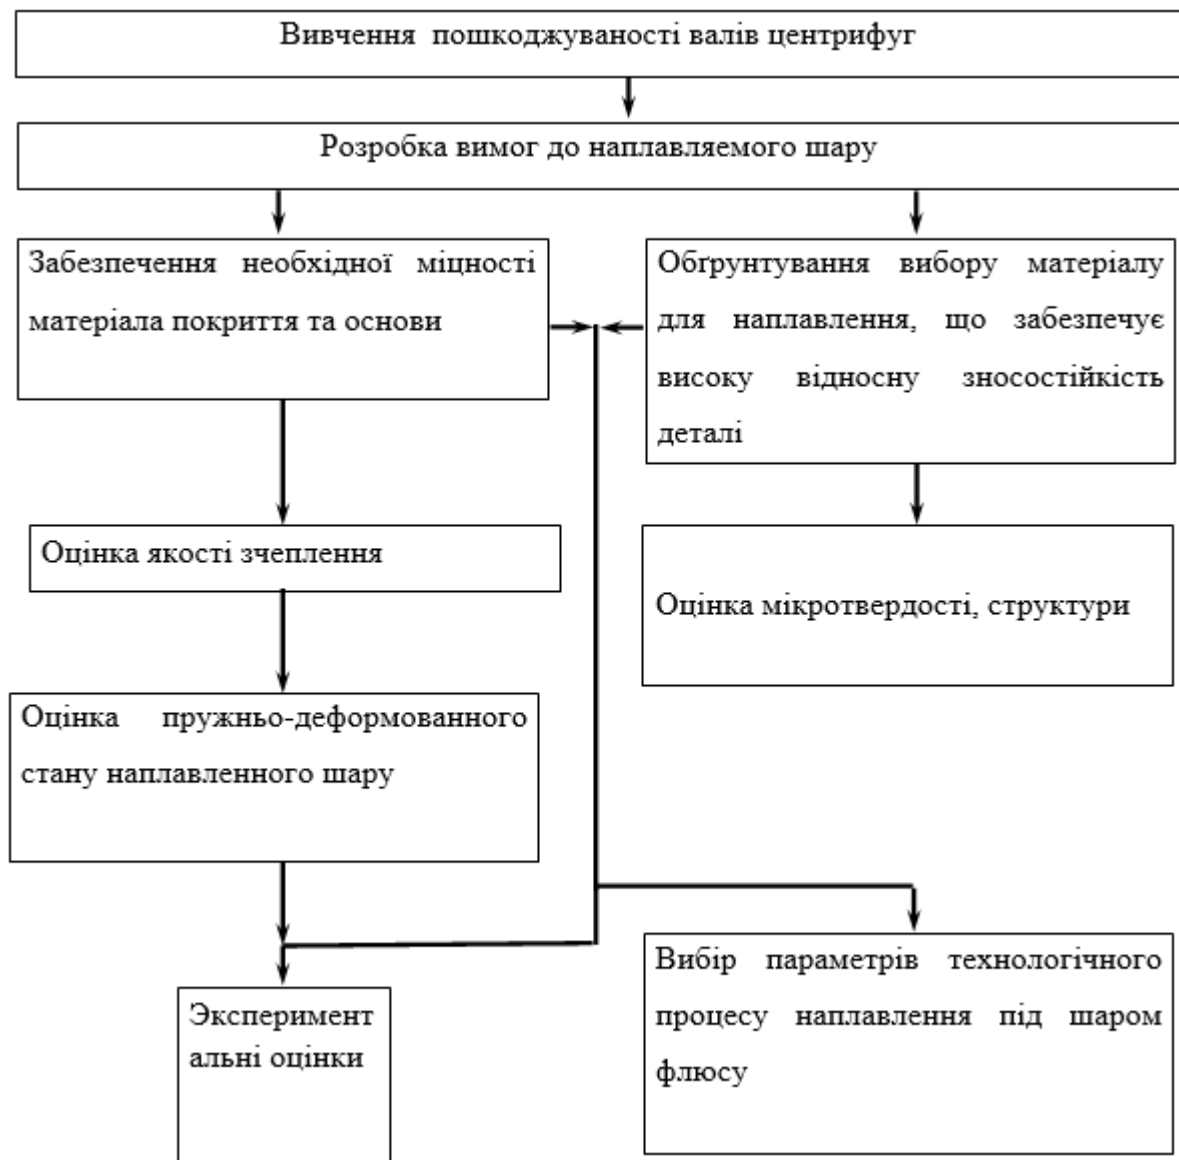 Вивчення пошкоджуваності валів центрифуг
Розробка вимог до наплавляемого шару
Забезпечення необхідної міцності
матеріала покриття та основи
Обґрунтування вибору матеріалу
для наплавлення, що забезпечує
високу відносну зносостійкість
деталі
Оцінка якості зчеплення
Оцінка мікротвердості, структури
Оцінка пружньо-деформованного
стану наплавленного шару
Эксперимент
альні оцінки
Вибір параметрів технологічного
процесу наплавлення під шаром
флюсу